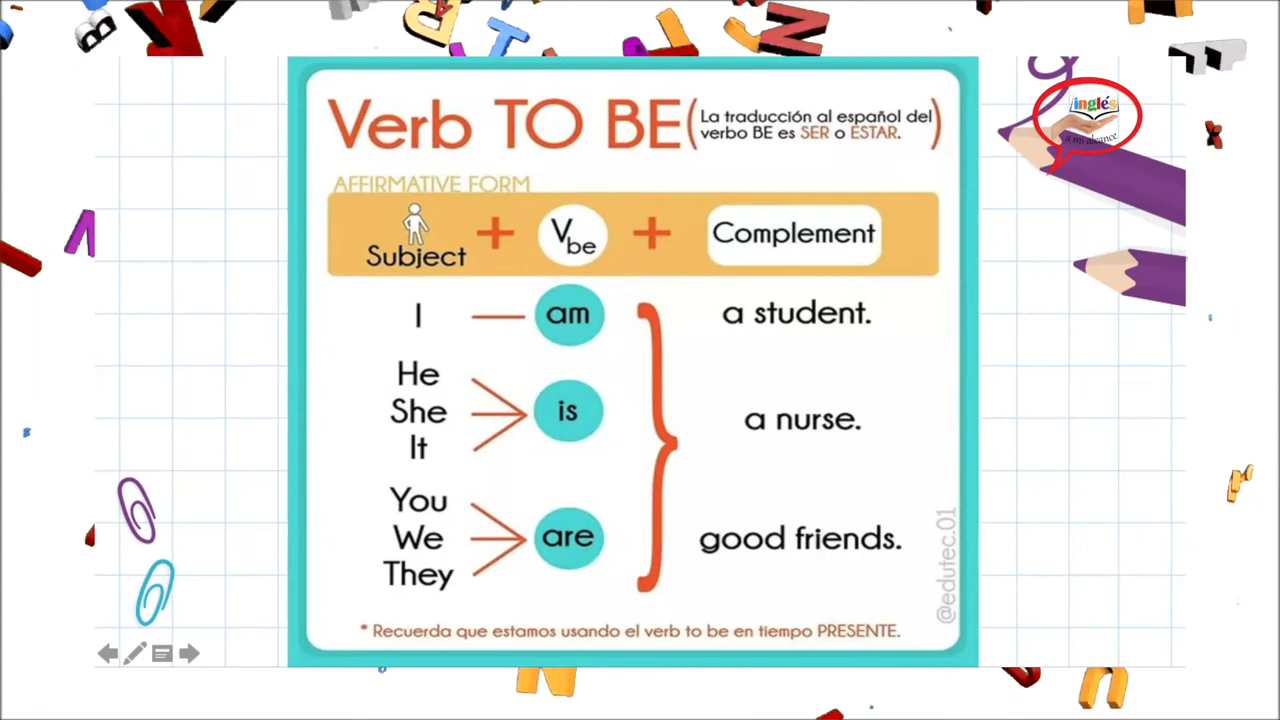 inglés
a mi alcance
Verb TO BE (La traducción al español del
verbo BE es SER o ESTAR.)
AFFIRMATIVE FORM
Subject + Vbe + Complement
I am a student.
He
She is a nurse.
It
You
We are good friends.
They
@edutec.01
* Recuerda que estamos usando el verb to be en tiempo PRESENTE.